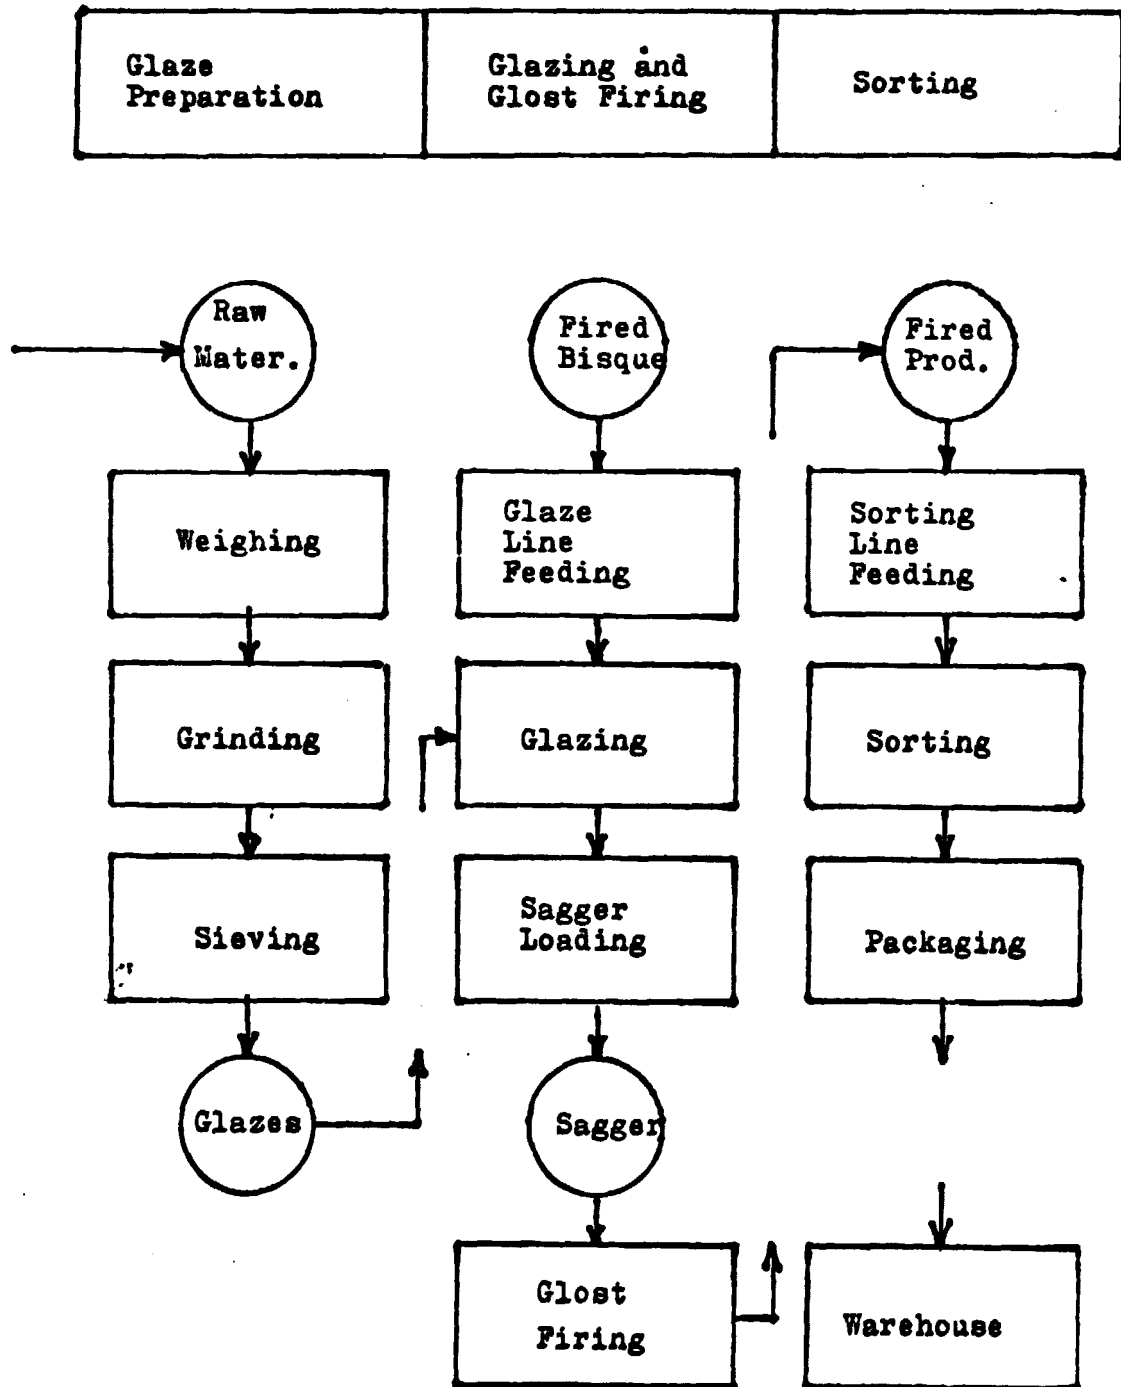 Glaze
Preparation
Glazing and
Glost Firing
Sorting
Raw
Mater.
Weighing
Grinding
Sieving
Glazes
Fired
Bisque
Glaze
Line
Feeding
Glazing
Sagger
Loading
Sagger
Glost
Firing
Fired
Prod.
Sorting
Line
Feeding
Sorting
Packaging
Warehouse